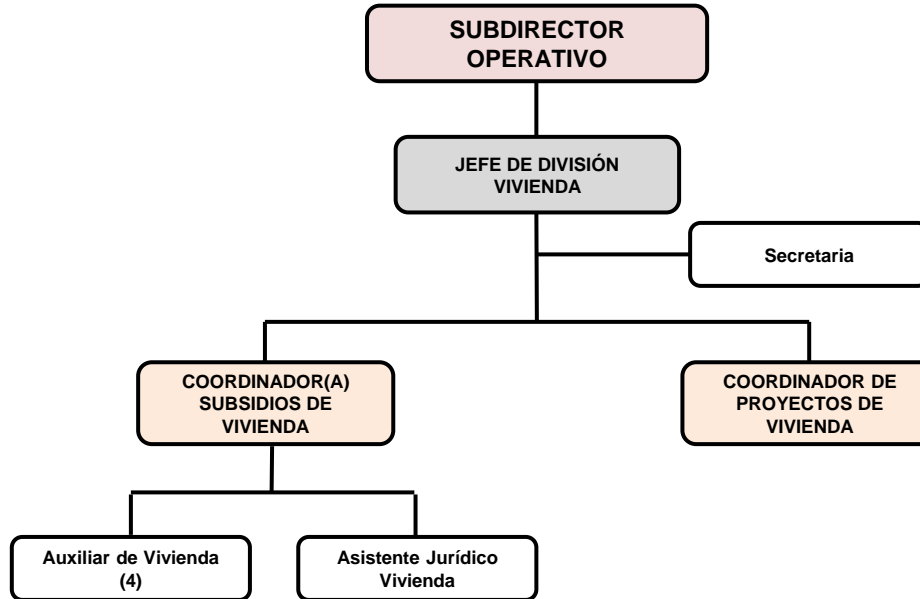 SUBDIRECTOR
OPERATIVO
JEFE DE DIVISIÓN
VIVIENDA
Secretaria
COORDINADOR(A)
SUBSIDIOS DE
VIVIENDA
COORDINADOR DE
PROYECTOS DE
VIVIENDA
Auxiliar de Vivienda
(4)
Asistente Jurídico
Vivienda